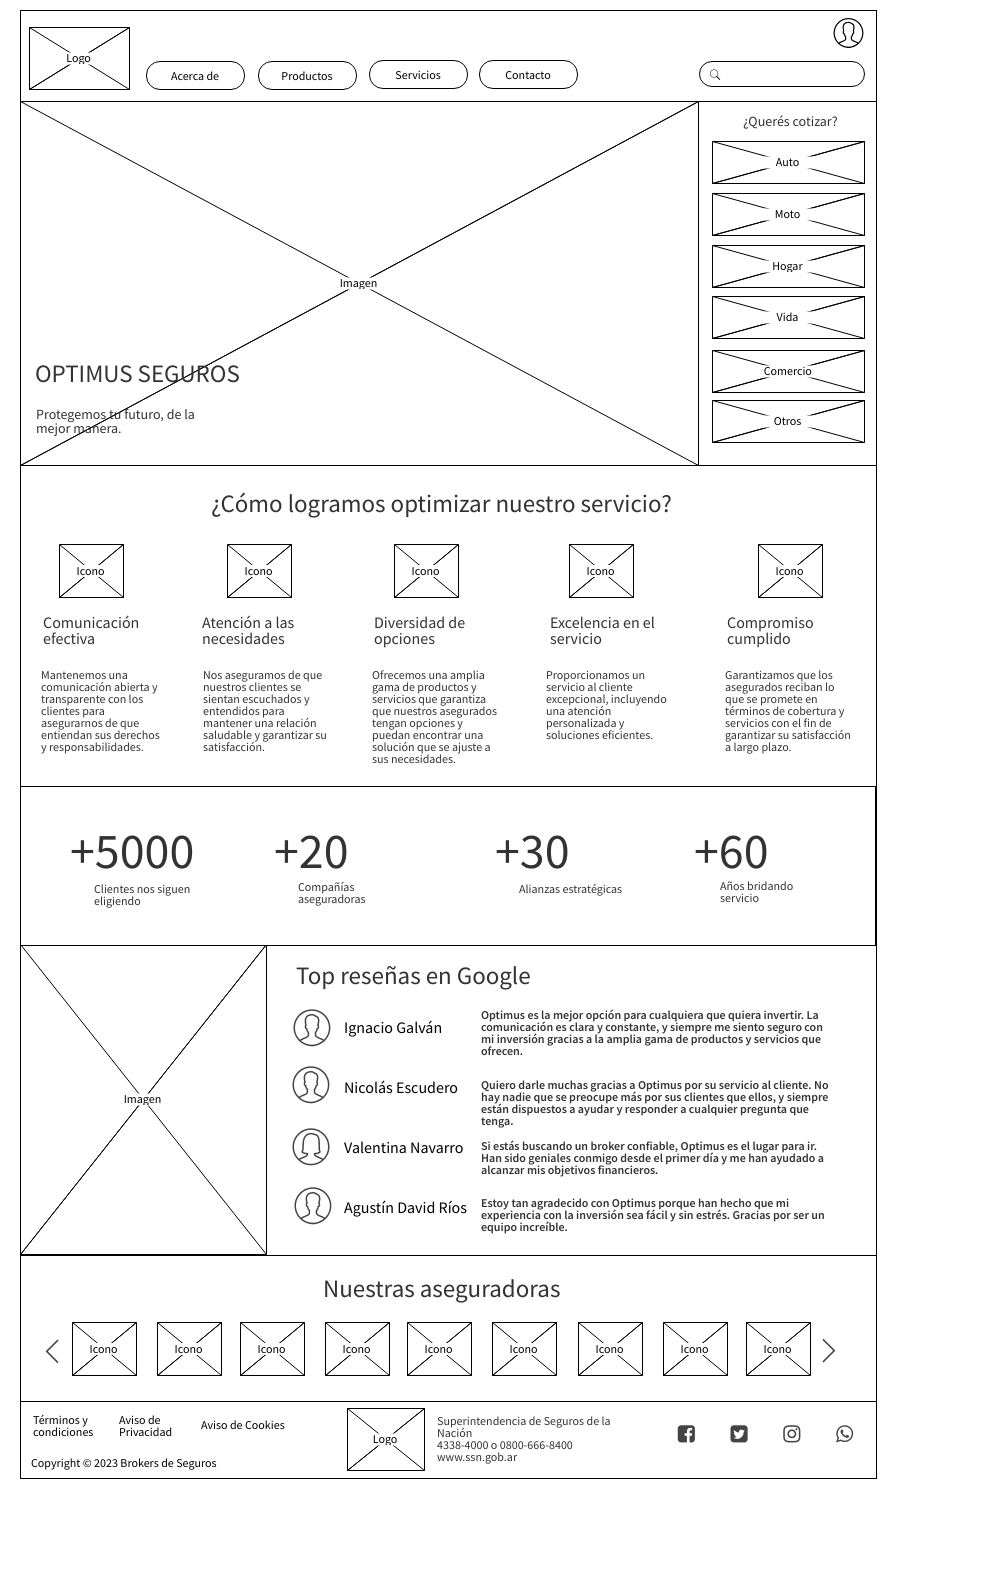 Logo
Acerca de
Productos
Servicios
Contacto
¿Querés cotizar?
Auto
Moto
Hogar
Vida
Comercio
Otros
Imagen
OPTIMUS SEGUROS
Protegemos tu futuro, de la
mejor manera.
¿Cómo logramos optimizar nuestro servicio?
Icono
Icono
Icono
Icono
Icono
Comunicación
efectiva
Mantenemos una
comunicación abierta y
transparente con los
clientes para
asegurarnos de que
entiendan sus derechos
y responsabilidades.
Atención a las
necesidades
Nos aseguramos de que
nuestros clientes se
sientan escuchados y
entendidos para
mantener una relación
saludable y garantizar su
satisfacción.
Diversidad de
opciones
Ofrecemos una amplia
gama de productos y
servicios que garantiza
que nuestros asegurados
tengan opciones y
puedan encontrar una
solución que se ajuste a
sus necesidades.
Excelencia en el
servicio
Proporcionamos un
servicio al cliente
excepcional, incluyendo
una atención
personalizada y
soluciones eficientes.
Compromiso
cumplido
Garantizamos que los
asegurados reciban lo
que se promete en
términos de cobertura y
servicios con el fin de
garantizar su satisfacción
a largo plazo.
+5000
Clientes nos siguen
eligiendo
+20
Compañías
aseguradoras
+30
Alianzas estratégicas
+60
Años bridando
servicio
Imagen
Top reseñas en Google
Ignacio Galván
Optimus es la mejor opción para cualquiera que quiera invertir. La
comunicación es clara y constante, y siempre me siento seguro con
mi inversión gracias a la amplia gama de productos y servicios que
ofrecen.
Nicolás Escudero
Quiero darle muchas gracias a Optimus por su servicio al cliente. No
hay nadie que se preocupe más por sus clientes que ellos, y siempre
están dispuestos a ayudar y responder a cualquier pregunta que
tenga.
Valentina Navarro
Si estás buscando un broker confiable, Optimus es el lugar para ir.
Han sido geniales conmigo desde el primer día y me han ayudado a
alcanzar mis objetivos financieros.
Agustín David Ríos
Estoy tan agradecido con Optimus porque han hecho que mi
experiencia con la inversión sea fácil y sin estrés. Gracias por ser un
equipo increíble.
Nuestras aseguradoras
Icono
Icono
Icono
Icono
Icono
Icono
Icono
Icono
Icono
Términos y
condiciones
Aviso de
Privacidad
Aviso de Cookies
Copyright © 2023 Brokers de Seguros
Logo
Superintendencia de Seguros de la
Nación
4338-4000 o 0800-666-8400
www.ssn.gob.ar